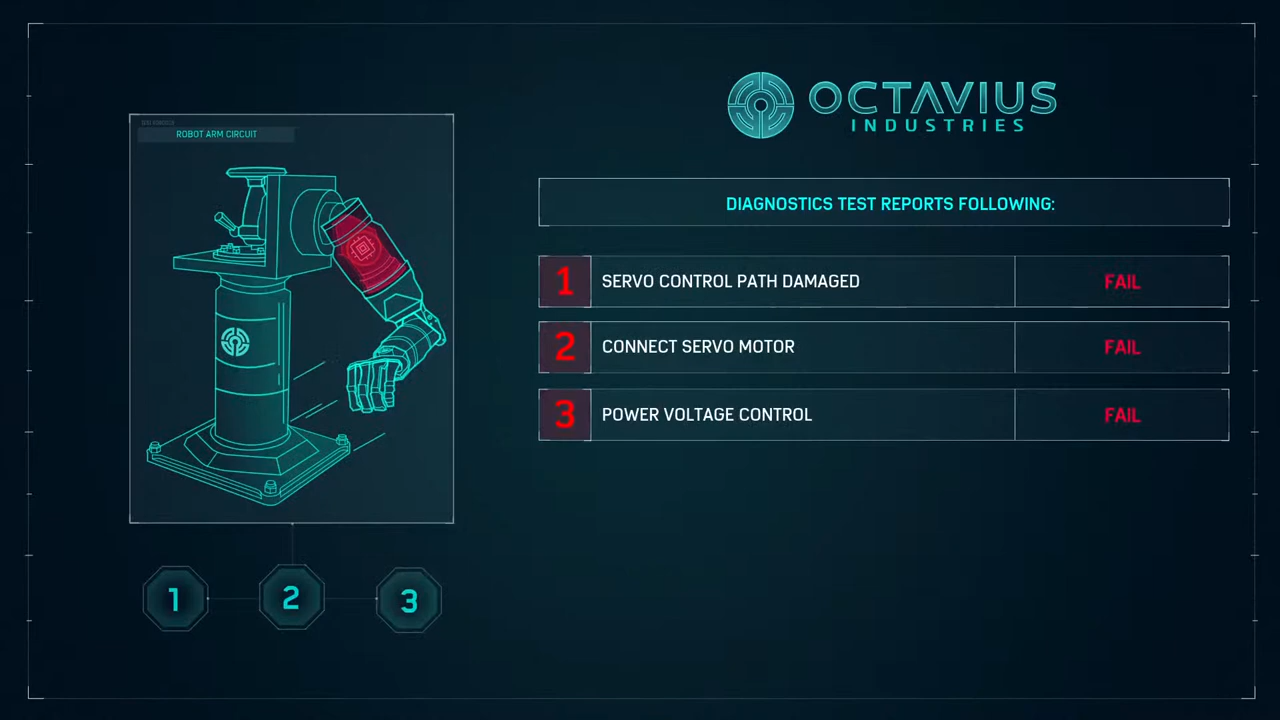 OCTAVIUS
INDUSTRIES
ROBOT ARM CIRCUIT
DIAGNOSTICS TEST REPORTS FOLLOWING:
1 SERVO CONTROL PATH DAMAGED FAIL
2 CONNECT SERVO MOTOR FAIL
3 POWER VOLTAGE CONTROL FAIL
1 2 3